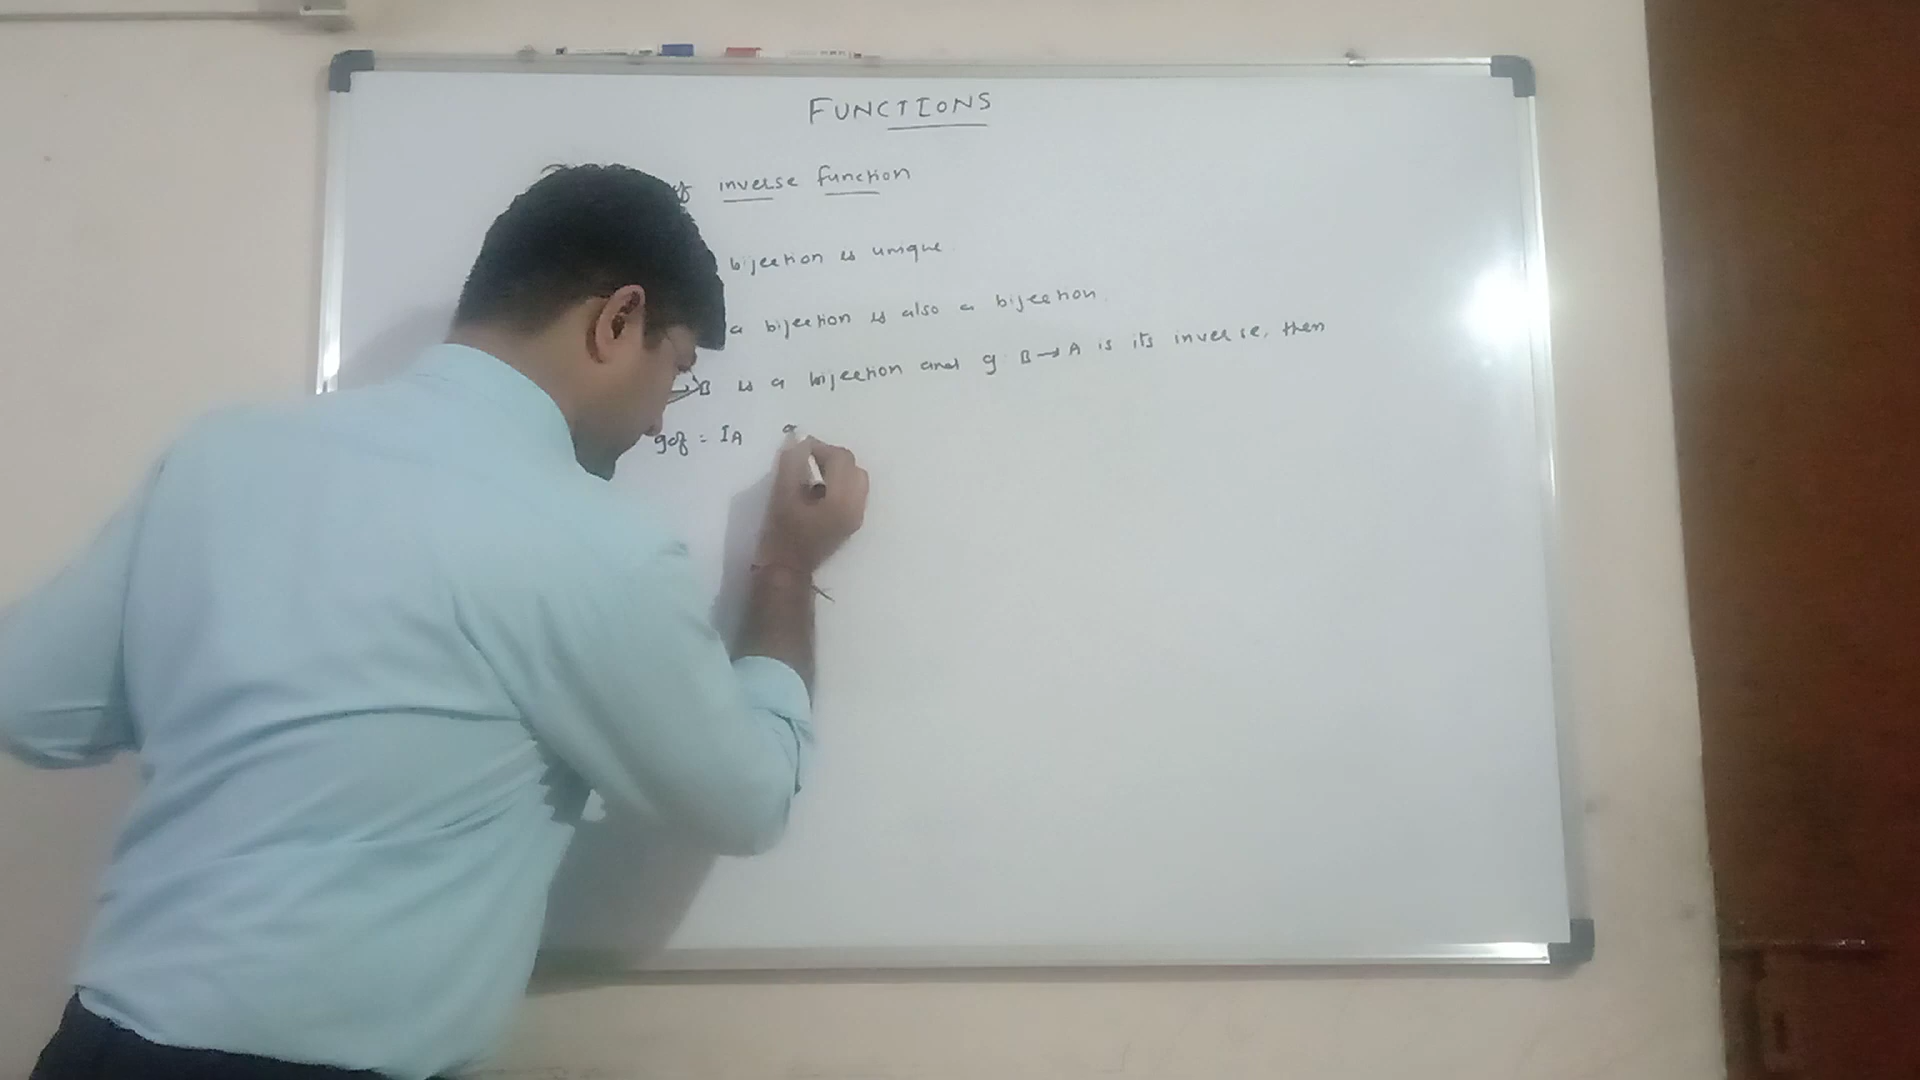 FUNCTIONS
of inverse function
bijection is unique.
a bijection is also a bijection.
B is a bijection and g: B→A is its inverse, then
gof = IA